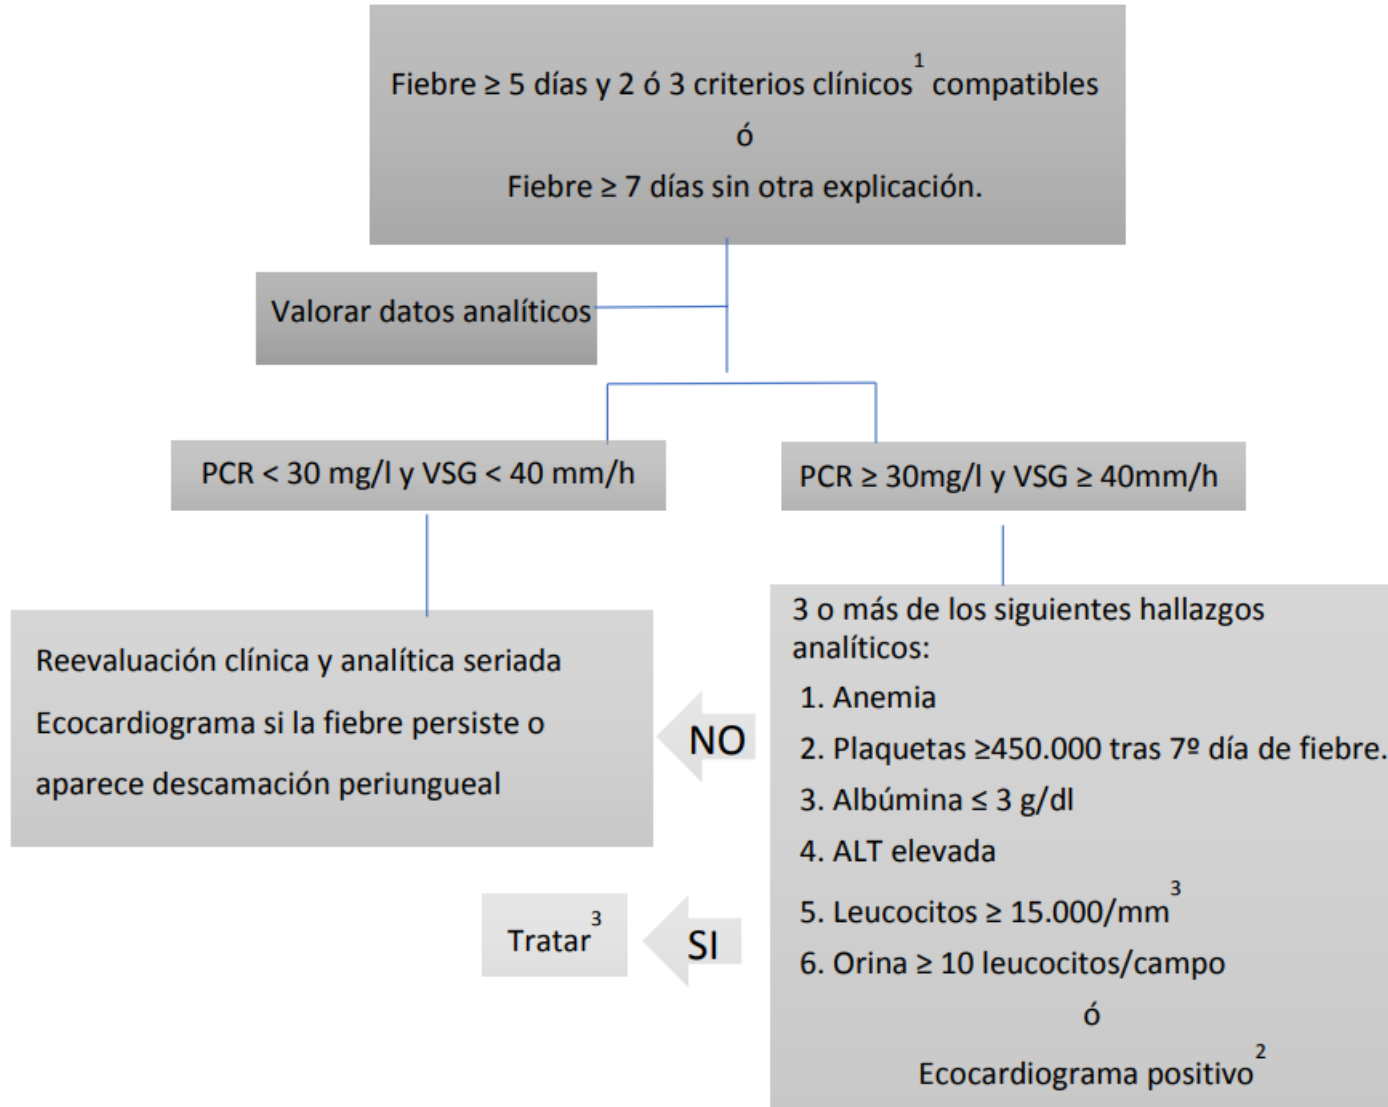 Fiebre ≥ 5 días y 2 ó 3 criterios clínicos¹ compatibles
ó
Fiebre ≥ 7 días sin otra explicación.
Valorar datos analíticos
PCR < 30 mg/l y VSG < 40 mm/h
PCR ≥ 30mg/l y VSG ≥ 40mm/h
Reevaluación clínica y analítica seriada
Ecocardiograma si la fiebre persiste o
aparece descamación periungueal
NO
3 o más de los siguientes hallazgos
analíticos:
1. Anemia
2. Plaquetas ≥450.000 tras 7º día de fiebre.
3. Albúmina ≤ 3 g/dl
4. ALT elevada
5. Leucocitos ≥ 15.000/mm³
6. Orina ≥ 10 leucocitos/campo
ó
Ecocardiograma positivo²
Tratar³
SI